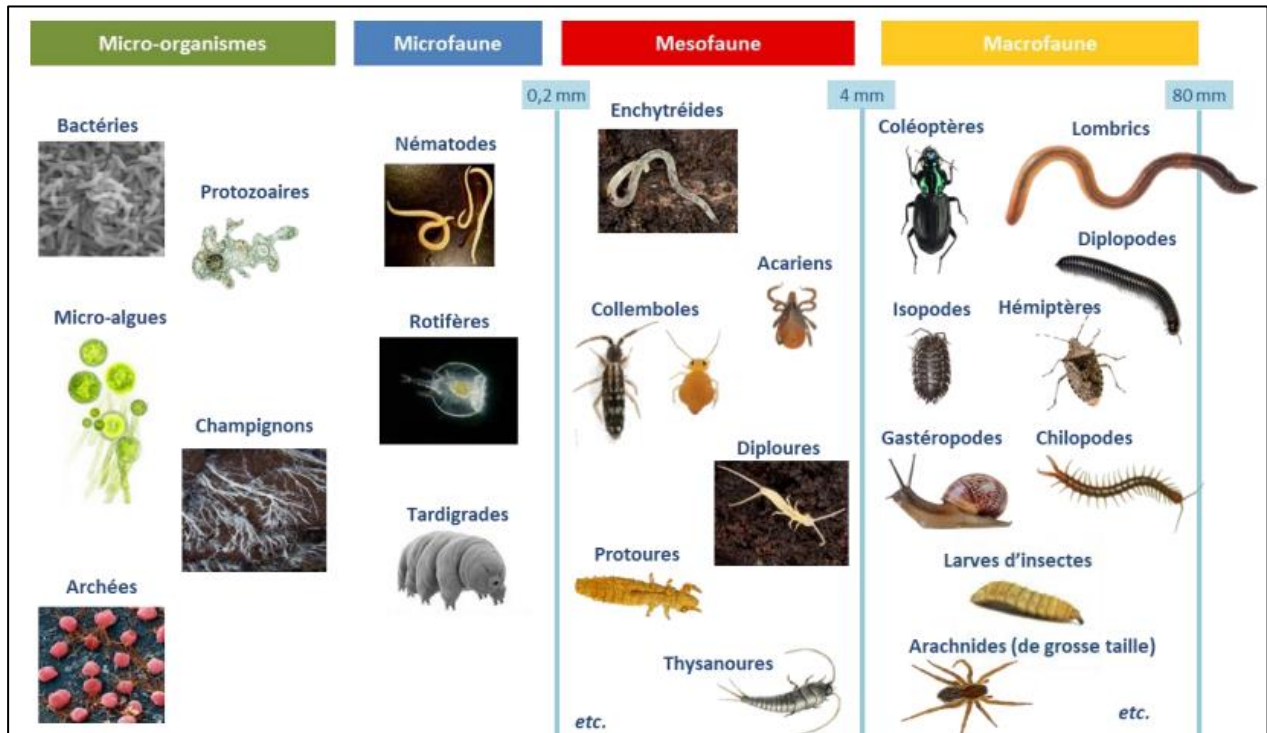 Micro-organismes
Microfaune
Mesofaune
Macrofaune
0,2 mm
4 mm
80 mm
Bactéries
Protozoaires
Micro-algues
Champignons
Archées
Nématodes
Rotifères
Tardigrades
Enchytréides
Acariens
Collemboles
Diploures
Protoures
Thysanoures
etc.
Coléoptères
Lombrics
Diplopodes
Isopodes
Hémiptères
Gastéropodes
Chilopodes
Larves d'insectes
Arachnides (de grosse taille)
etc.